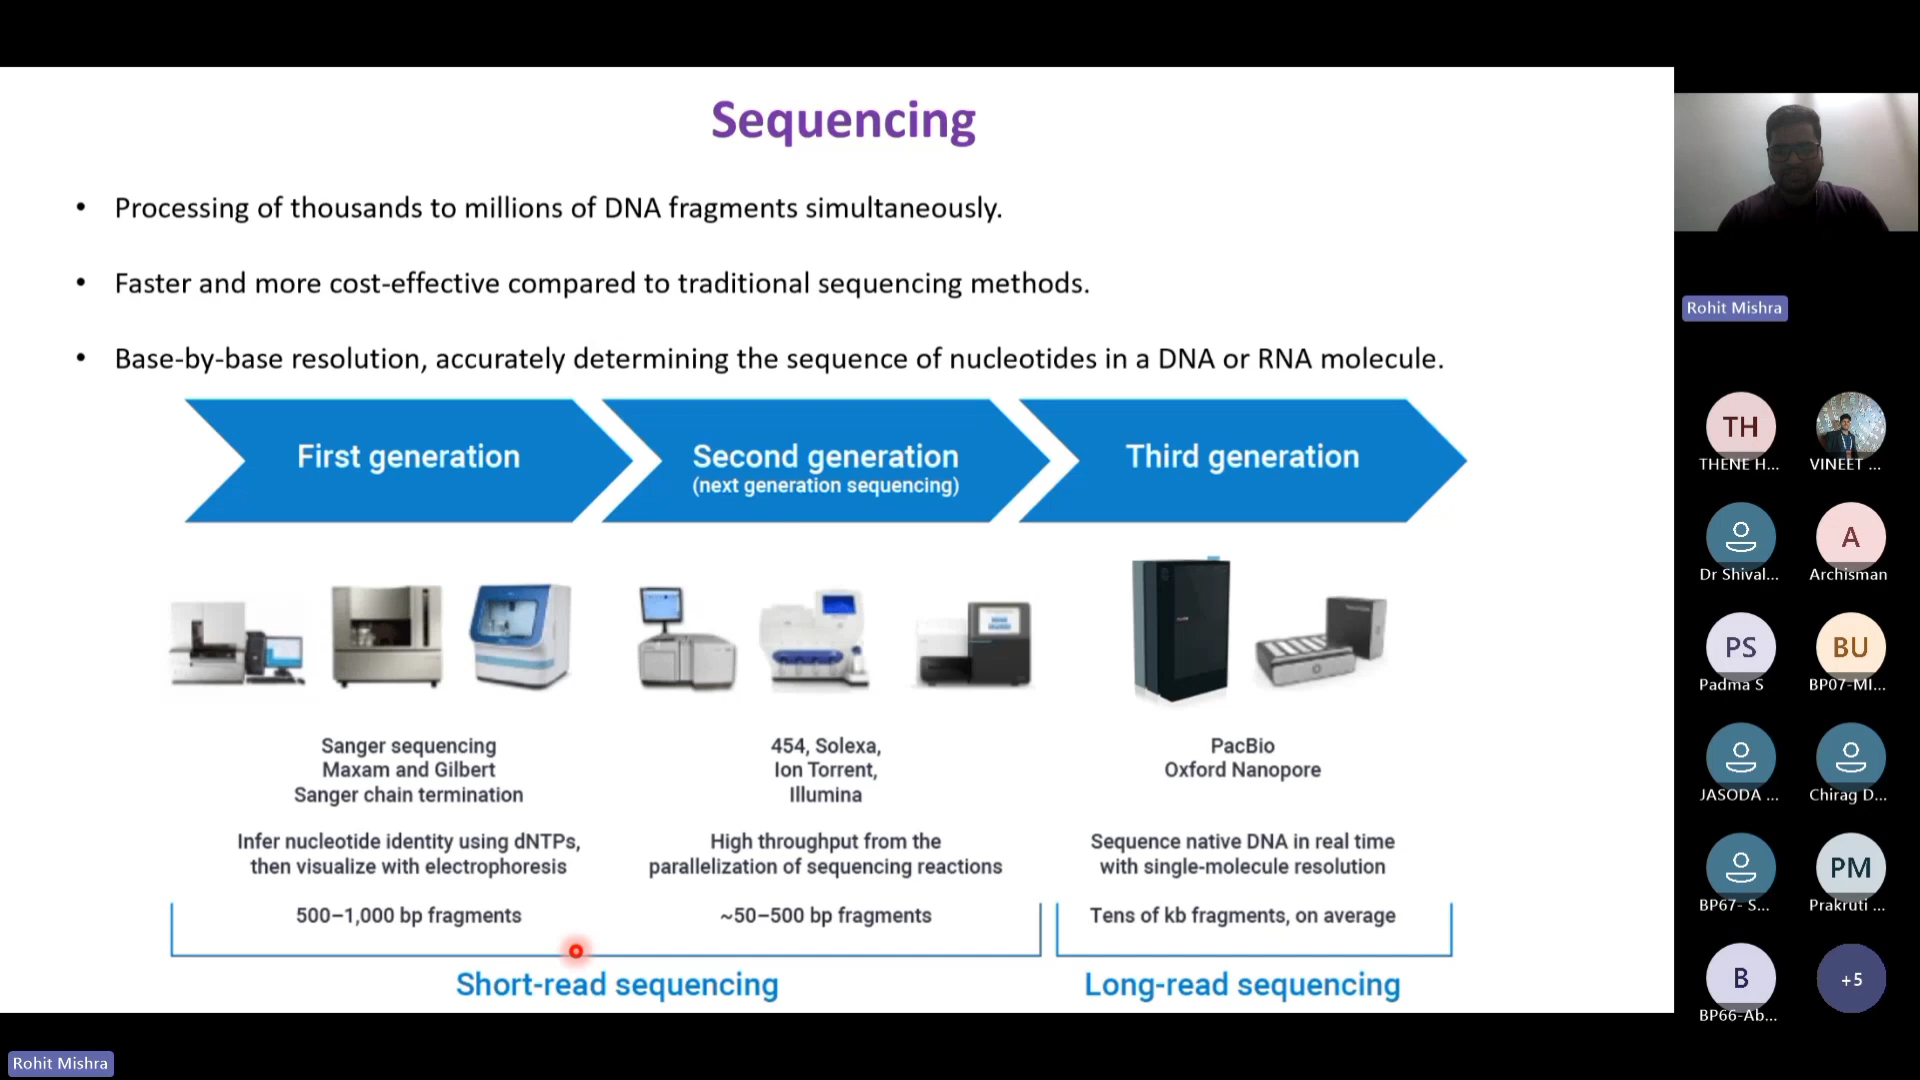 Sequencing
• Processing of thousands to millions of DNA fragments simultaneously.
• Faster and more cost-effective compared to traditional sequencing methods.
• Base-by-base resolution, accurately determining the sequence of nucleotides in a DNA or RNA molecule.
First generation
Second generation
(next generation sequencing)
Third generation
Sanger sequencing
Maxam and Gilbert
Sanger chain termination
Infer nucleotide identity using dNTPs,
then visualize with electrophoresis
500–1,000 bp fragments
454, Solexa,
Ion Torrent,
Illumina
High throughput from the
parallelization of sequencing reactions
~50–500 bp fragments
PacBio
Oxford Nanopore
Sequence native DNA in real time
with single-molecule resolution
Tens of kb fragments, on average
Short-read sequencing
Long-read sequencing
Rohit Mishra
TH
THENE H...
VINEET ...
Dr Shival...
A
Archisman
PS
Padma S
BU
BP07-MI...
JASODA ...
Chirag D...
BP67- S...
PM
Prakruti ...
B
BP66-Ab...
+5
Rohit Mishra